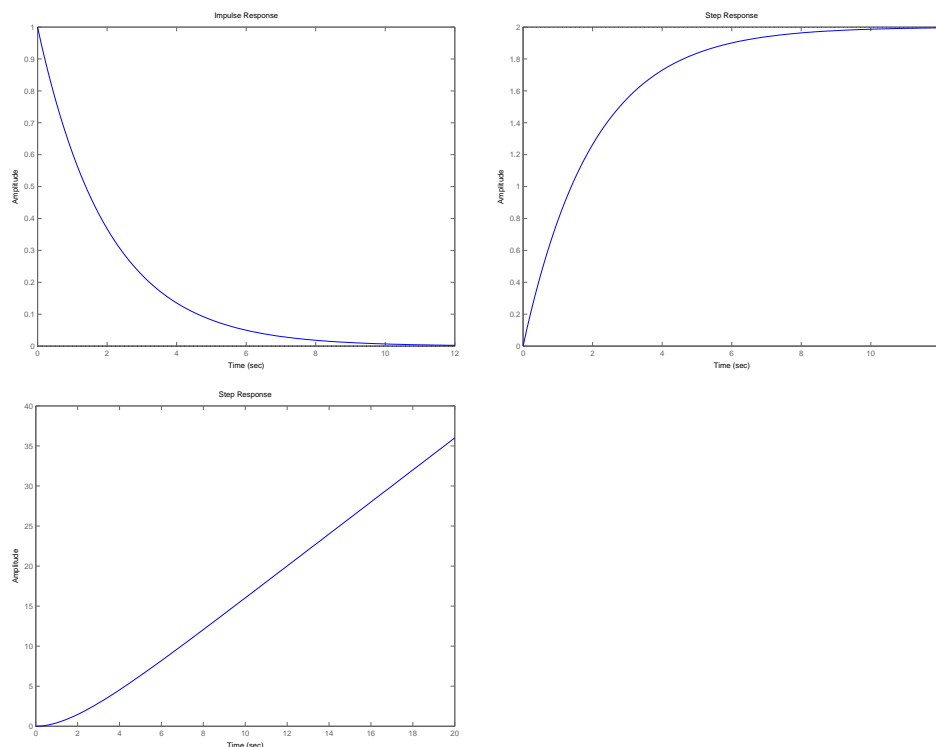 Impulse Response
1
0.9
0.8
0.7
0.6
0.5
0.4
0.3
0.2
0.1
0
Amplitude
0 2 4 6 8 10 12
Time (sec)
Step Response
2
1.8
1.6
1.4
1.2
1
0.8
0.6
0.4
0.2
0
Amplitude
0 2 4 6 8 10
Time (sec)
Step Response
40
35
30
25
20
15
10
5
0
Amplitude
0 2 4 6 8 10 12 14 16 18 20
Time (sec)